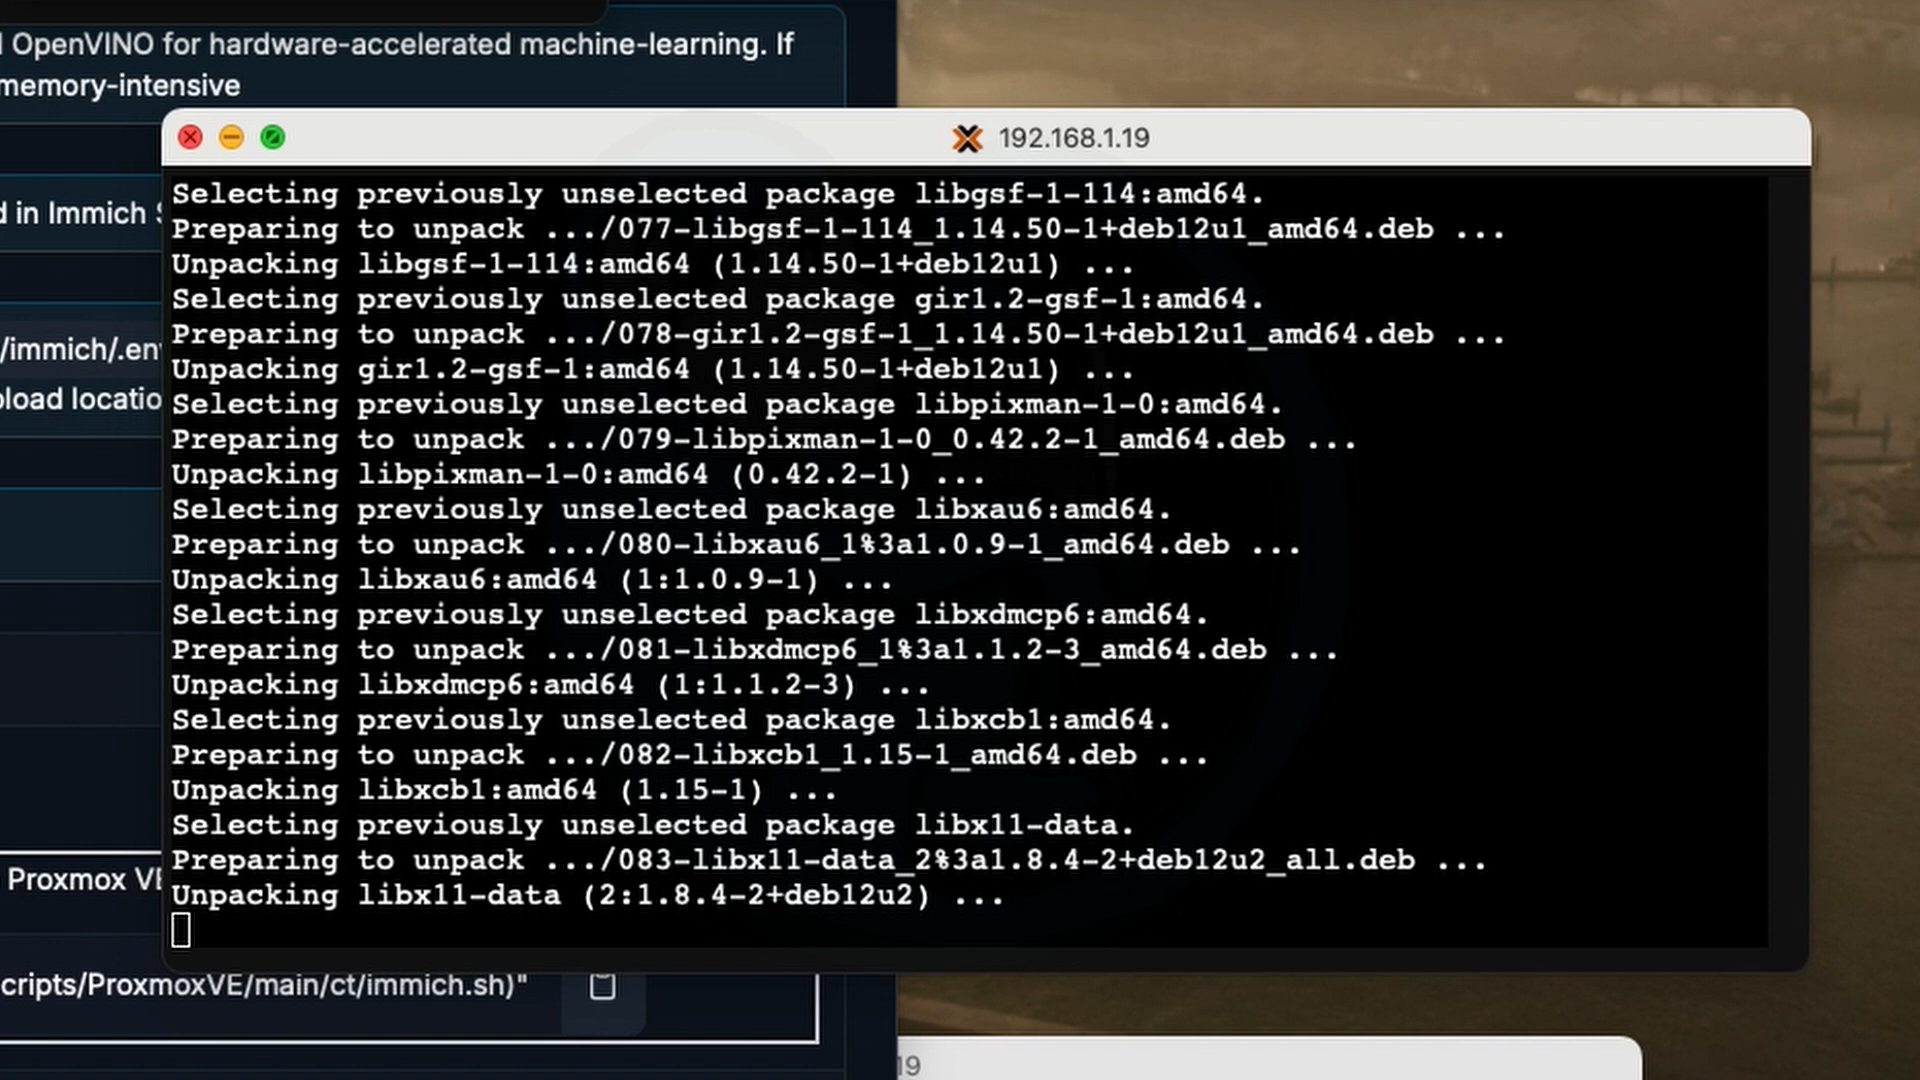 OpenVINO for hardware-accelerated machine-learning. If
memory-intensive
192.168.1.19
d in Immich
/immich/.env
pload locatio
Selecting previously unselected package libgsf-1-114:amd64.
Preparing to unpack .../077-libgsf-1-114_1.14.50-1+deb12u1_amd64.deb ...
Unpacking libgsf-1-114:amd64 (1.14.50-1+deb12u1) ...
Selecting previously unselected package gir1.2-gsf-1:amd64.
Preparing to unpack .../078-gir1.2-gsf-1_1.14.50-1+deb12u1_amd64.deb ...
Unpacking gir1.2-gsf-1:amd64 (1.14.50-1+deb12u1) ...
Selecting previously unselected package libpixman-1-0:amd64.
Preparing to unpack .../079-libpixman-1-0_0.42.2-1_amd64.deb ...
Unpacking libpixman-1-0:amd64 (0.42.2-1) ...
Selecting previously unselected package libxau6:amd64.
Preparing to unpack .../080-libxau6_1%3a1.0.9-1_amd64.deb ...
Unpacking libxau6:amd64 (1:1.0.9-1) ...
Selecting previously unselected package libxdmcp6:amd64.
Preparing to unpack .../081-libxdmcp6_1%3a1.1.2-3_amd64.deb ...
Unpacking libxdmcp6:amd64 (1:1.1.2-3) ...
Selecting previously unselected package libxcb1:amd64.
Preparing to unpack .../082-libxcb1_1.15-1_amd64.deb ...
Unpacking libxcb1:amd64 (1.15-1) ...
Selecting previously unselected package libx11-data.
Preparing to unpack .../083-libx11-data_2%3a1.8.4-2+deb12u2_all.deb ...
Unpacking libx11-data (2:1.8.4-2+deb12u2) ...
Proxmox VE
cripts/ProxmoxVE/main/ct/immich.sh)"
19